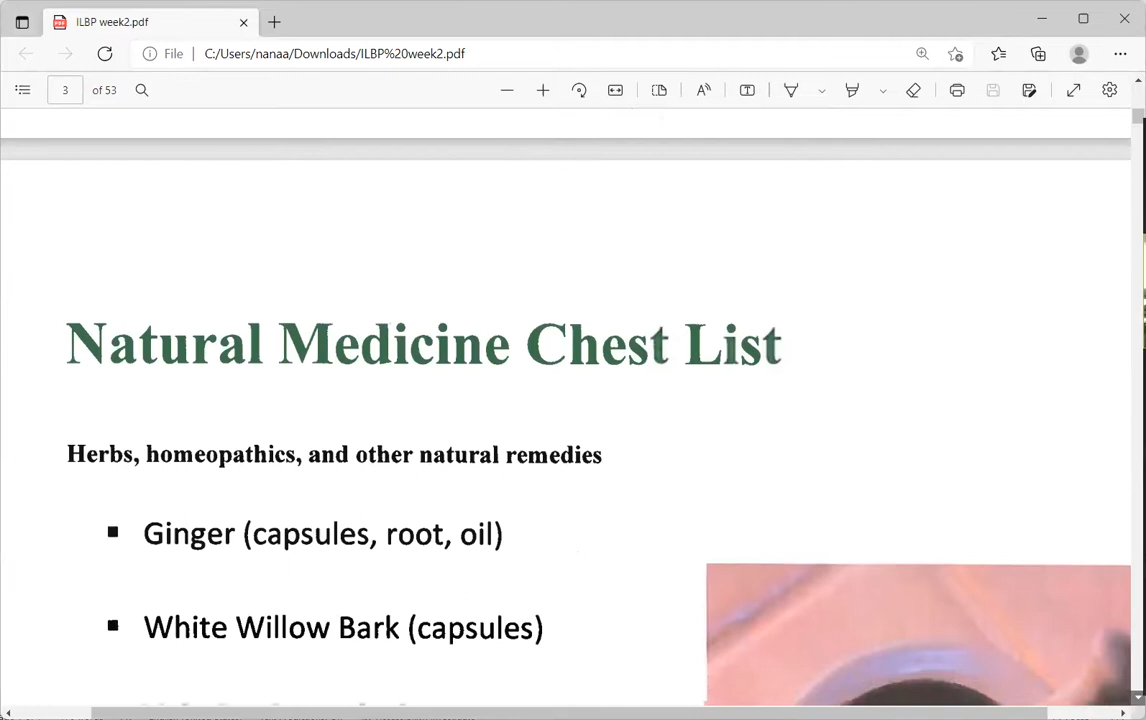 ILBP week2.pdf
File
C:/Users/nanaa/Downloads/ILBP%20week2.pdf
3 of 53
Natural Medicine Chest List
Herbs, homeopathics, and other natural remedies
▪ Ginger (capsules, root, oil)
▪ White Willow Bark (capsules)